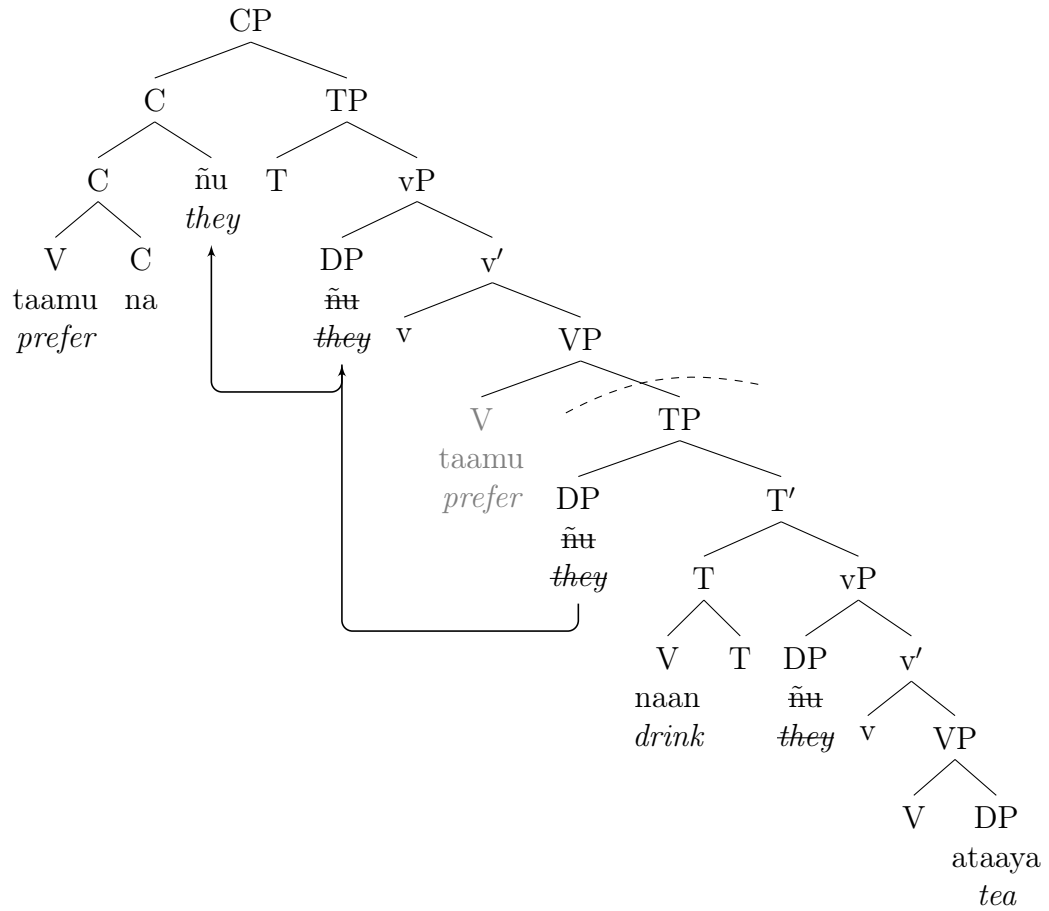 CP
C TP
C ñu T vP
they
V C DP v′
taamu na ñu
prefer they v VP
V TP
taamu
prefer DP T′
ñu
they T vP
V T DP v′
naan ñu
drink they v VP
V DP
ataaya
tea